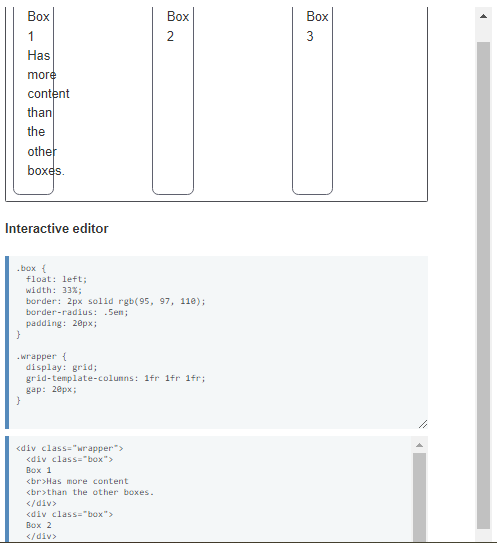 Box
1
Has
more
content
than
the
other
boxes.
Box
2
Box
3
Interactive editor
.box {
  float: left;
  width: 33%;
  border: 2px solid rgb(95, 97, 110);
  border-radius: .5em;
  padding: 20px;
}
.wrapper {
  display: grid;
  grid-template-columns: 1fr 1fr 1fr;
  gap: 20px;
}
<div class="wrapper">
  <div class="box">
  Box 1
  <br>Has more content
  <br>than the other boxes.
  </div>
  <div class="box">
  Box 2
  </div>